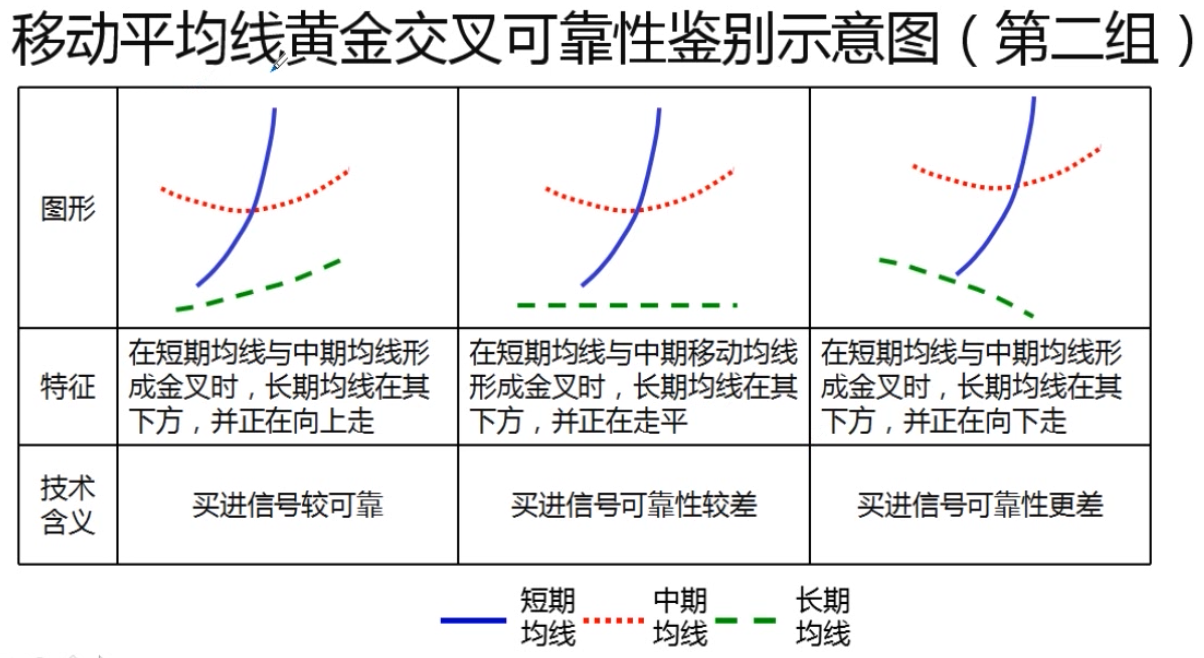 移动平均线黄金交叉可靠性鉴别示意图（第二组）
图形
特征
在短期均线与中期均线形
成金叉时，长期均线在其
下方，并正在向上走
在短期均线与中期移动均线
形成金叉时，长期均线在其
下方，并正在走平
在短期均线与中期均线形
成金叉时，长期均线在其
下方，并正在向下走
技术
含义
买进信号较可靠
买进信号可靠性较差
买进信号可靠性更差
短期
均线
中期
均线
长期
均线